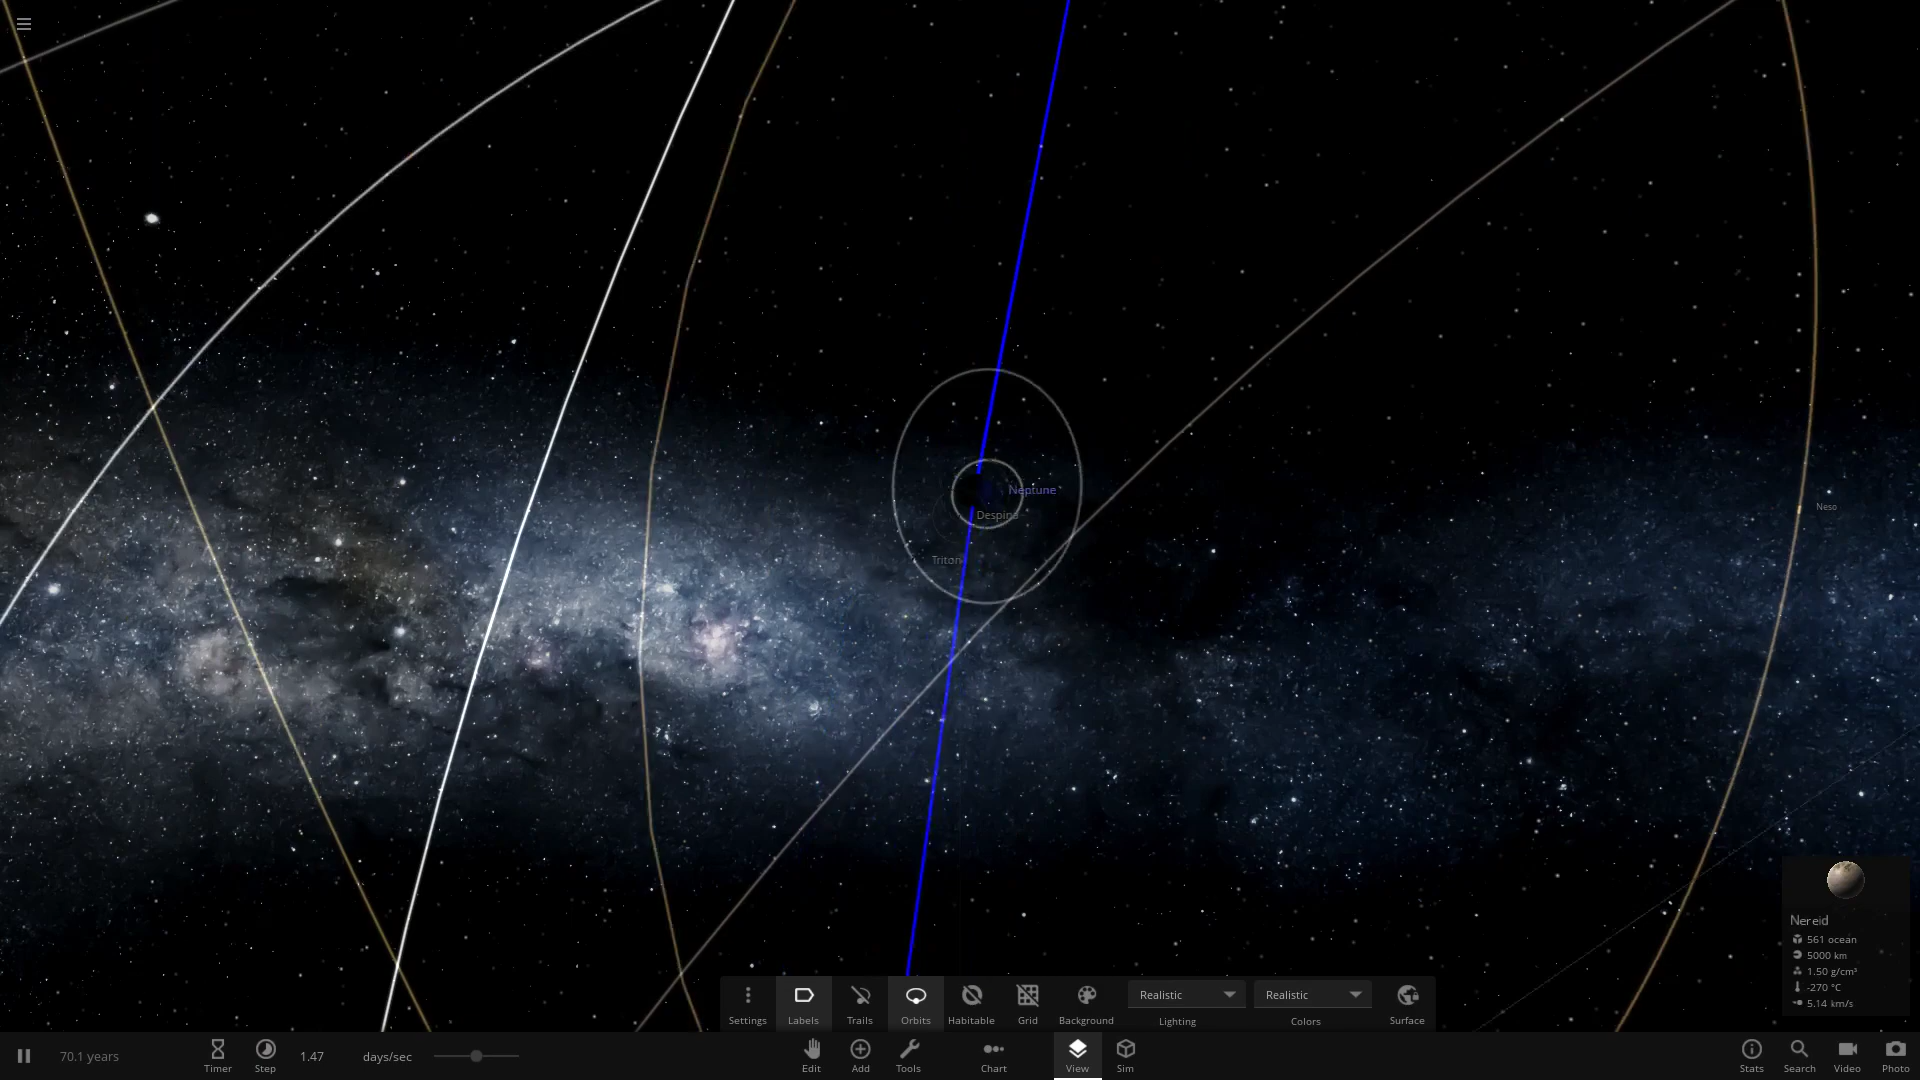 Neptune
Despina
Neso
Triton
Nereid
561 ocean
5000 km
1.50 g/cm³
-270 °C
5.14 km/s
Settings
Labels
Trails
Orbits
Habitable
Grid
Background
Realistic
Lighting
Realistic
Colors
Surface
70.1 years
Timer
Step
1.47
days/sec
Edit
Add
Tools
Chart
View
Sim
Stats
Search
Video
Photo